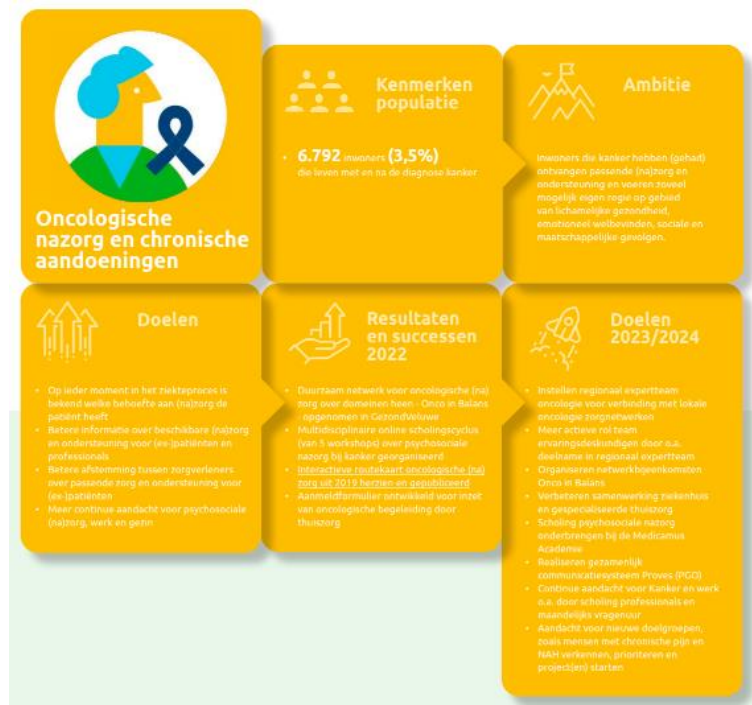 Oncologische
nazorg en chronische
aandoeningen
Kenmerken
populatie
• 6.792 inwoners (3,5%)
die leven met en na de diagnose kanker
Ambitie
Inwoners die kanker hebben (gehad)
ontvangen passende (na)zorg en
ondersteuning en voeren zoveel
mogelijk eigen regie op gebied
van lichamelijke gezondheid,
emotioneel welbevinden, sociale en
maatschappelijke gevolgen.
Doelen
• Op ieder moment in het ziekteproces is
bekend welke behoefte aan (na)zorg de
patiënt heeft
• Betere informatie over beschikbare (na)zorg
en ondersteuning voor (ex-)patiënten en
professionals
• Betere afstemming tussen zorgverleners
over passende zorg en ondersteuning voor
(ex-)patiënten
• Meer continue aandacht voor psychosociale
(na)zorg, werk en gezin
Resultaten
en successen
2022
• Duurzaam netwerk voor oncologische (na)
zorg over domeinen heen - Onco in Balans
- opgenomen in GezondVeluwe
• Multidisciplinaire online scholingscyclus
(van 5 workshops) over psychosociale
nazorg bij kanker georganiseerd
• Interactieve routekaart oncologische (na)
zorg uit 2019 herzien en gepubliceerd
• Aanmeldformulier ontwikkeld voor inzet
van oncologische begeleiding door
thuiszorg
Doelen
2023/2024
• Instellen regionaal expertteam
oncologie voor verbinding met lokale
oncologie zorgnetwerken
• Meer actieve rol team
ervaringsdeskundigen door o.a.
deelname in regionaal expertteam
• Organiseren netwerkbijeenkomsten
Onco in Balans
• Verbeteren samenwerking ziekenhuis
en gespecialiseerde thuiszorg
• Scholing psychosociale nazorg
onderbrengen bij de Medicamus
Academie
• Realiseren gezamenlijk
communicatiesysteem Proves (PGO)
• Continue aandacht voor Kanker en werk
o.a. door scholing professionals en
maandelijks vragenuur
• Aandacht voor nieuwe doelgroepen,
zoals mensen met chronische pijn en
NAH verkennen, prioriteren en
project(en) starten